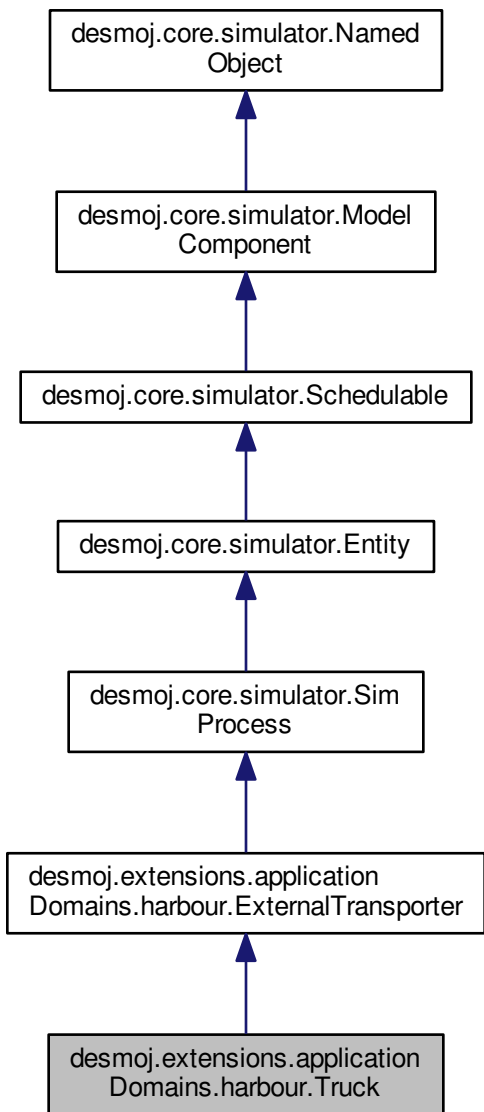 desmoj.core.simulator.Named
Object
desmoj.core.simulator.Model
Component
desmoj.core.simulator.Schedulable
desmoj.core.simulator.Entity
desmoj.core.simulator.Sim
Process
desmoj.extensions.application
Domains.harbour.ExternalTransporter
desmoj.extensions.application
Domains.harbour.Truck